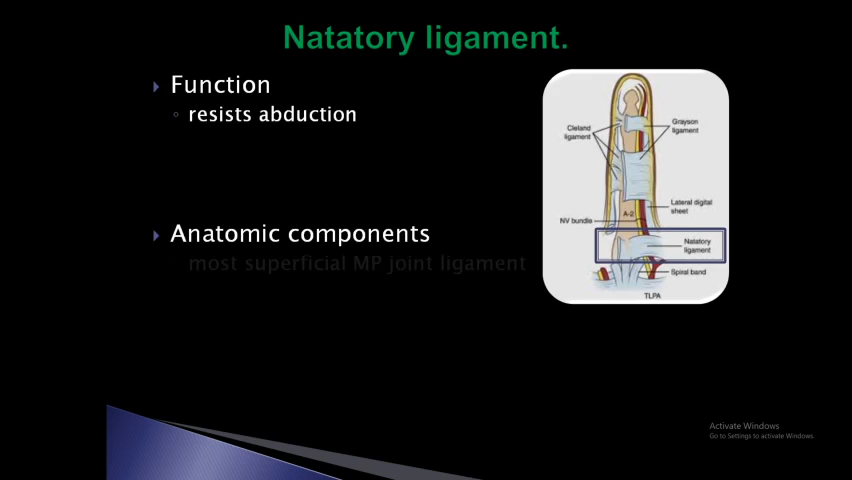 Natatory ligament.
Function
resists abduction
Anatomic components
most superficial MP joint ligament
Cleland
ligament
Grayson
ligament
Lateral digital
sheet
A-2
NV bundle
Natatory
ligament
Spiral band
TLPA
Activate Windows
Go to Settings to activate Windows.